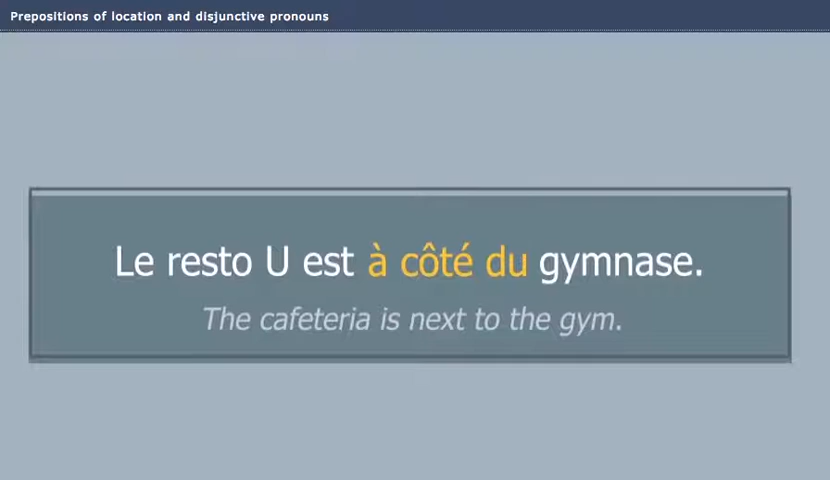 Prepositions of location and disjunctive pronouns
Le resto U est à côté du gymnase.
The cafeteria is next to the gym.